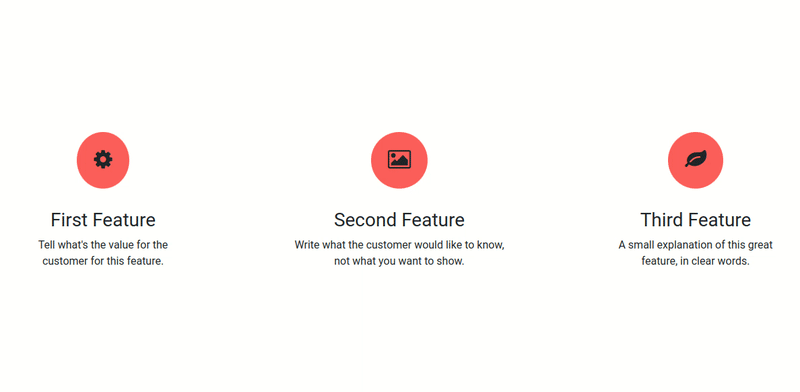 First Feature
Tell what's the value for the
customer for this feature.
Second Feature
Write what the customer would like to know,
not what you want to show.
Third Feature
A small explanation of this great
feature, in clear words.